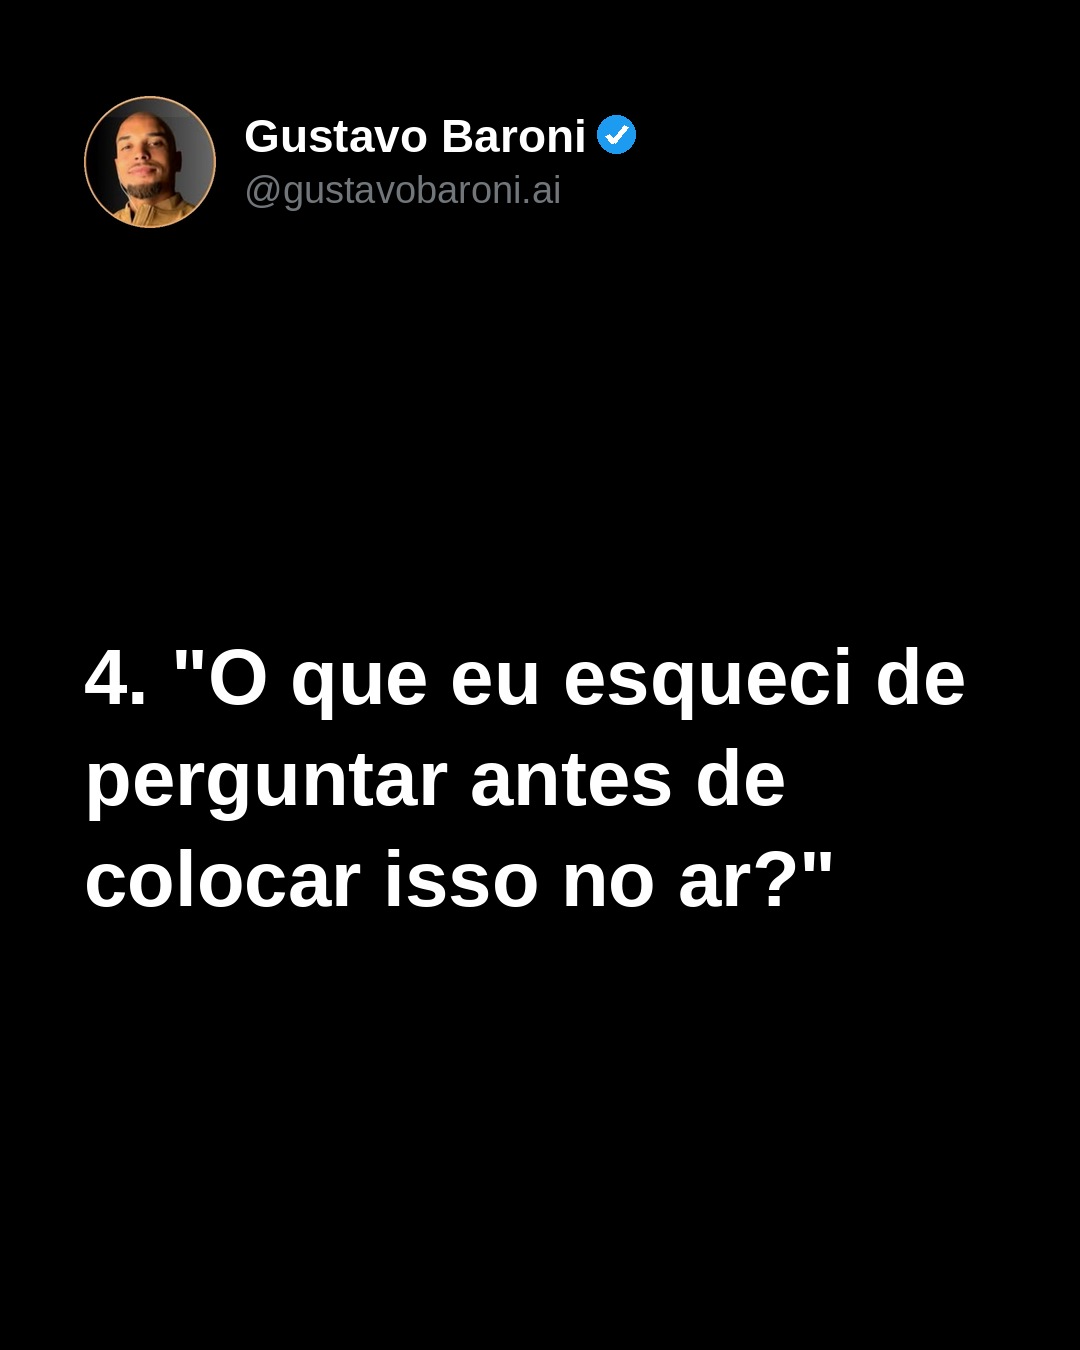 Gustavo Baroni
@gustavobaroni.ai
4. "O que eu esqueci de
perguntar antes de
colocar isso no ar?"